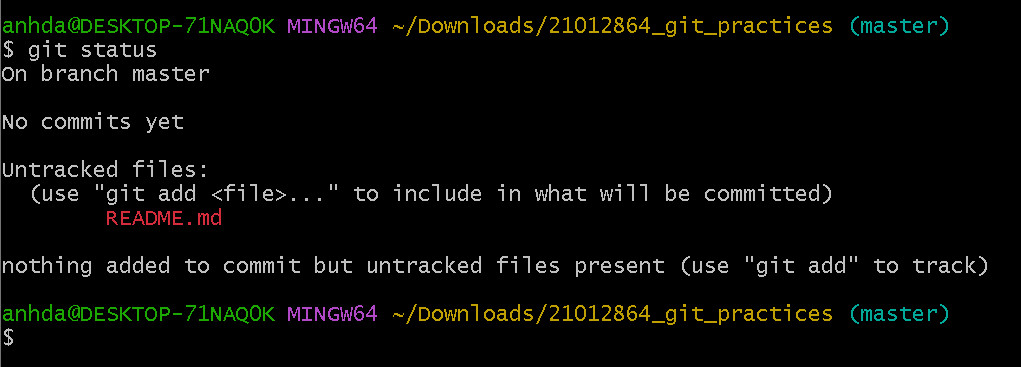 anhda@DESKTOP-71NAQ0K MINGW64 ~/Downloads/21012864_git_practices (master)
$ git status
On branch master
No commits yet
Untracked files:
  (use "git add <file>..." to include in what will be committed)
        README.md
nothing added to commit but untracked files present (use "git add" to track)
anhda@DESKTOP-71NAQ0K MINGW64 ~/Downloads/21012864_git_practices (master)
$